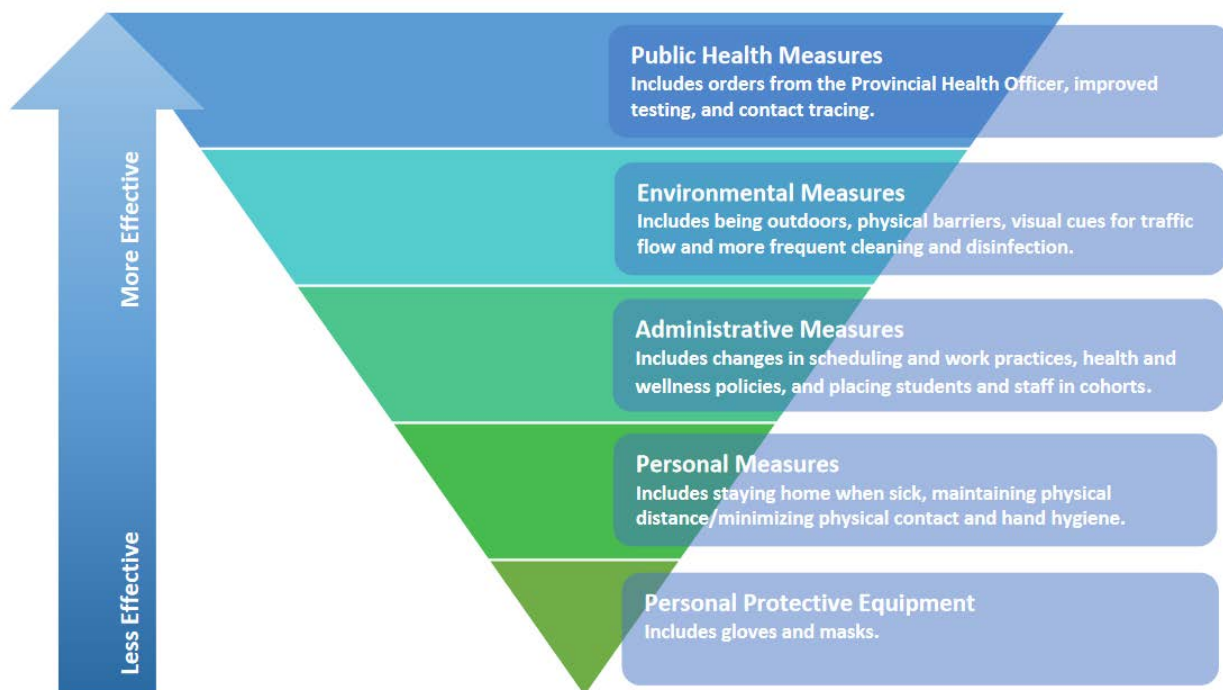 More Effective
Less Effective
Public Health Measures
Includes orders from the Provincial Health Officer, improved
testing, and contact tracing.
Environmental Measures
Includes being outdoors, physical barriers, visual cues for traffic
flow and more frequent cleaning and disinfection.
Administrative Measures
Includes changes in scheduling and work practices, health and
wellness policies, and placing students and staff in cohorts.
Personal Measures
Includes staying home when sick, maintaining physical
distance/minimizing physical contact and hand hygiene.
Personal Protective Equipment
Includes gloves and masks.